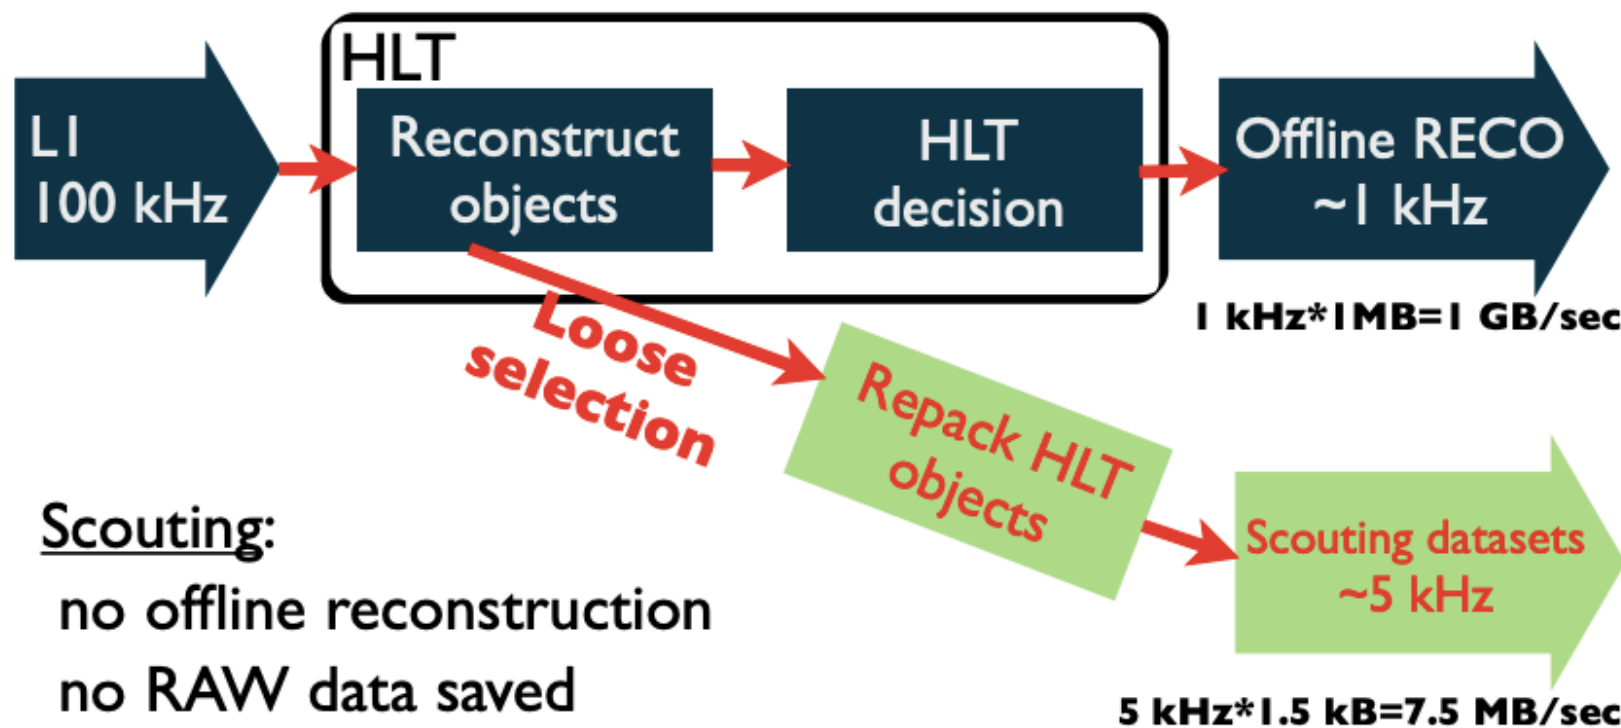 HLT
L1
100 kHz
Reconstruct
objects
HLT
decision
Offline RECO
~1 kHz
1 kHz*1MB=1 GB/sec
Loose
selection
Repack HLT
objects
Scouting datasets
~5 kHz
5 kHz*1.5 kB=7.5 MB/sec
Scouting:
no offline reconstruction
no RAW data saved